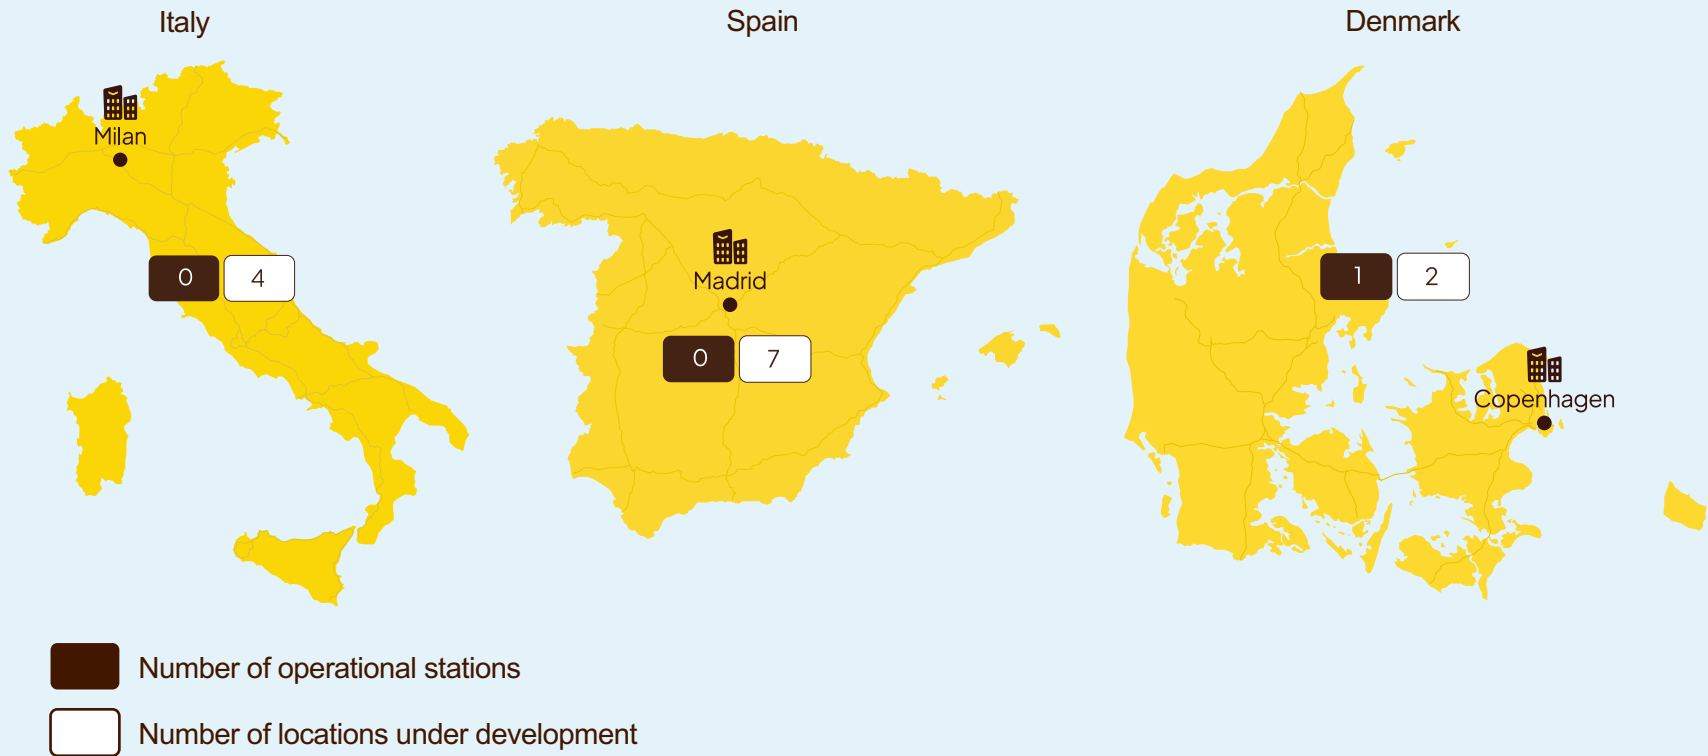 Italy
Spain
Denmark
Milan
0 4
Madrid
0 7
1 2
Copenhagen
Number of operational stations
Number of locations under development